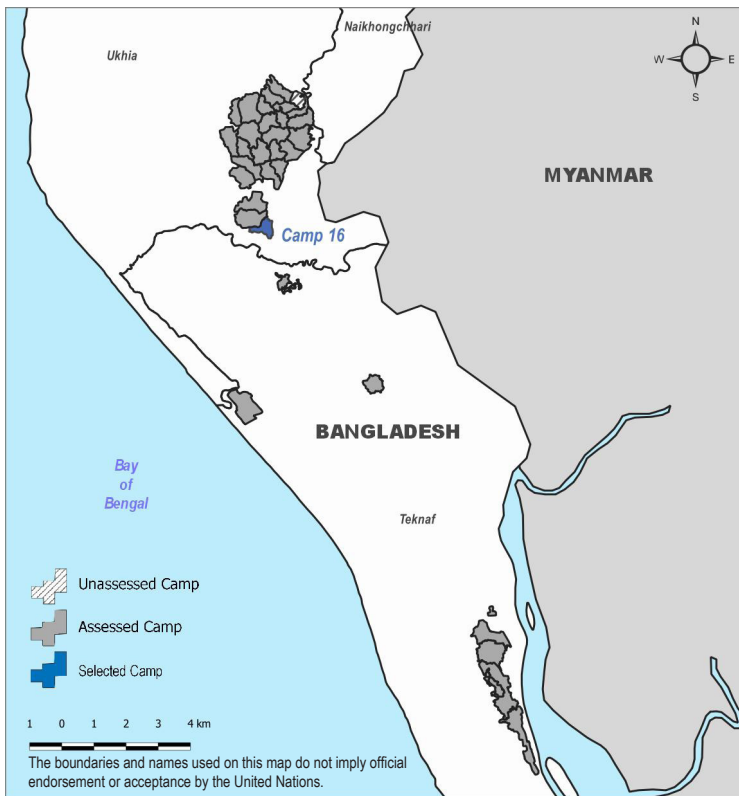 Naikhongchhari
Ukhia
N
W
E
S
MYANMAR
Camp 16
BANGLADESH
Bay
of
Bengal
Teknaf
Unassessed Camp
Assessed Camp
Selected Camp
1 0 1 2 3 4 km
The boundaries and names used on this map do not imply official
endorsement or acceptance by the United Nations.